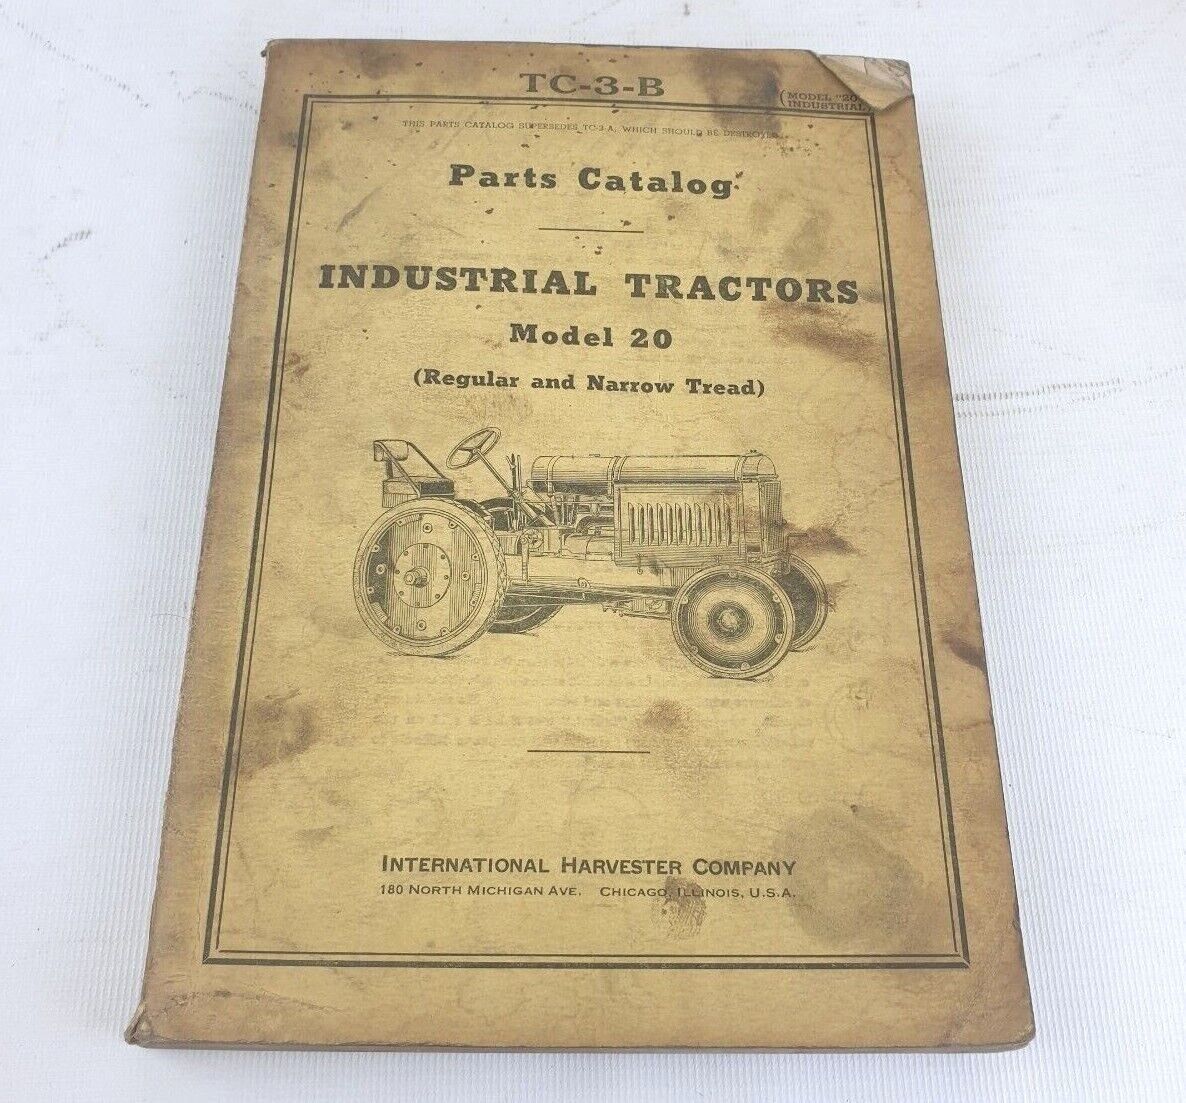 TC-3-B
(MODEL "20"
INDUSTRIAL)
THIS PARTS CATALOG SUPERSEDES TC-3-A, WHICH SHOULD BE DESTROYED
Parts Catalog
INDUSTRIAL TRACTORS
Model 20
(Regular and Narrow Tread)
INTERNATIONAL HARVESTER COMPANY
180 NORTH MICHIGAN AVE. CHICAGO, ILLINOIS, U.S.A.